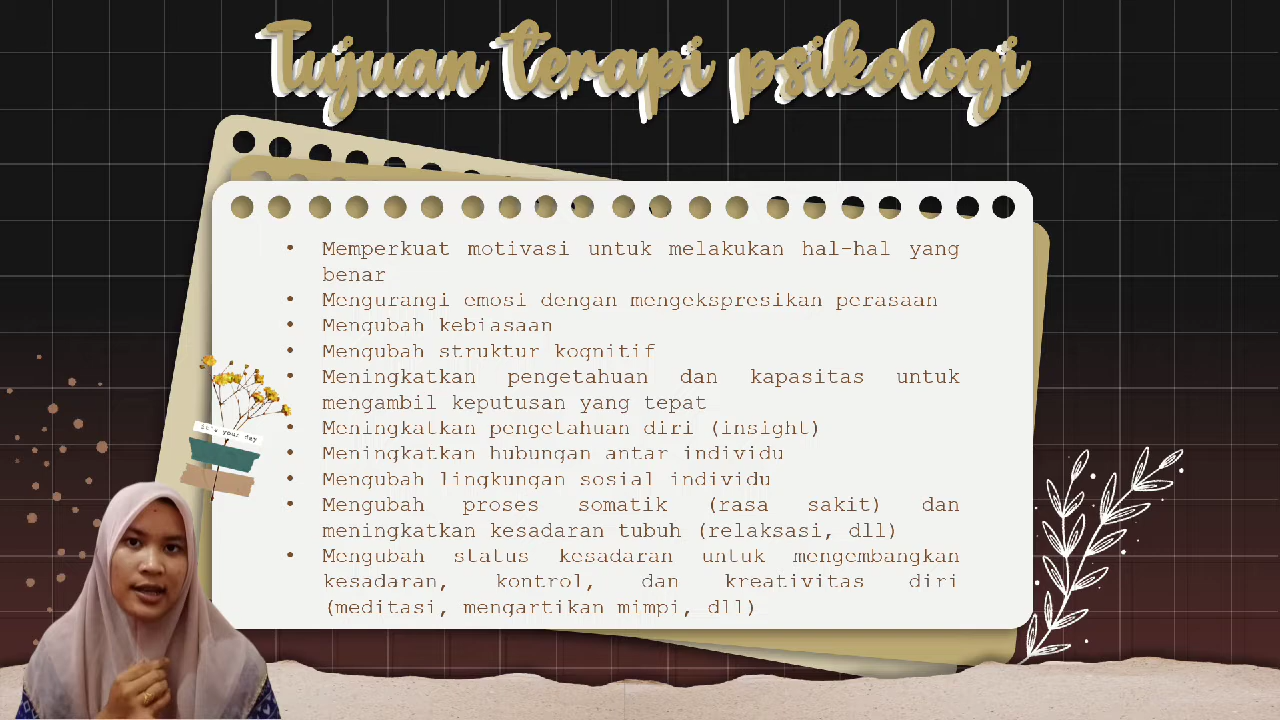 Tujuan terapi psikologi
• Memperkuat motivasi untuk melakukan hal-hal yang
benar
• Mengurangi emosi dengan mengekspresikan perasaan
• Mengubah kebiasaan
• Mengubah struktur kognitif
• Meningkatkan pengetahuan dan kapasitas untuk
mengambil keputusan yang tepat
• Meningkatkan pengetahuan diri (insight)
• Meningkatkan hubungan antar individu
• Mengubah lingkungan sosial individu
• Mengubah proses somatik (rasa sakit) dan
meningkatkan kesadaran tubuh (relaksasi, dll)
• Mengubah status kesadaran untuk mengembangkan
kesadaran, kontrol, dan kreativitas diri
(meditasi, mengartikan mimpi, dll)
your day